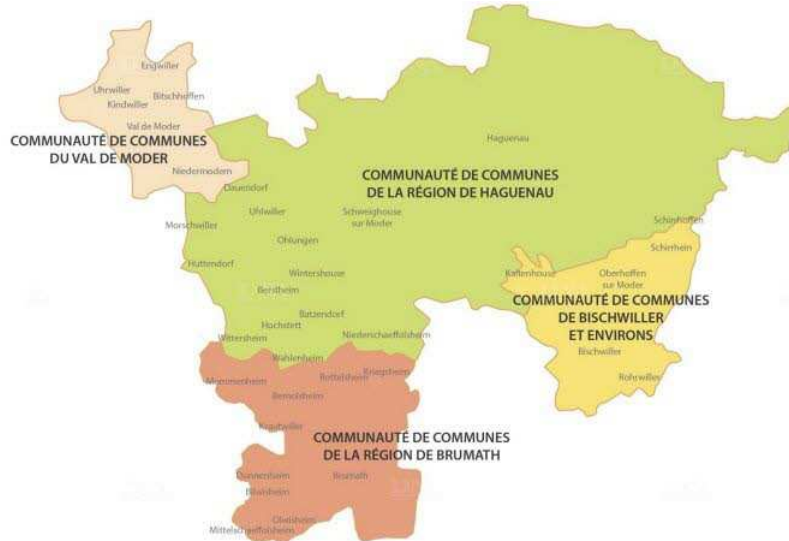 Engwiller
Uhrwiller
Bitschhoffen
Kindwiller
Val de Moder
COMMUNAUTÉ DE COMMUNES
DU VAL DE MODER
Niedermodern
Haguenau
COMMUNAUTÉ DE COMMUNES
DE LA RÉGION DE HAGUENAU
Dauendorf
Uhlwiller
Schweighouse
sur Moder
Morschwiller
Ohlungen
Huttendorf
Wintershouse
Berstheim
Batzendorf
Hochstett
Wittersheim
Niederschaeffolsheim
Wahlenheim
Schirrhoffen
Schirrhein
Kaltenhouse
Oberhoffen
sur Moder
COMMUNAUTÉ DE COMMUNES
DE BISCHWILLER
ET ENVIRONS
Bischwiller
Rohrwiller
Mommenheim
Rottelsheim
Kriegsheim
Bernolsheim
Krautwiller
COMMUNAUTÉ DE COMMUNES
DE LA RÉGION DE BRUMATH
Donnenheim
Brumath
Bilwisheim
Olwisheim
Mittelschaeffolsheim